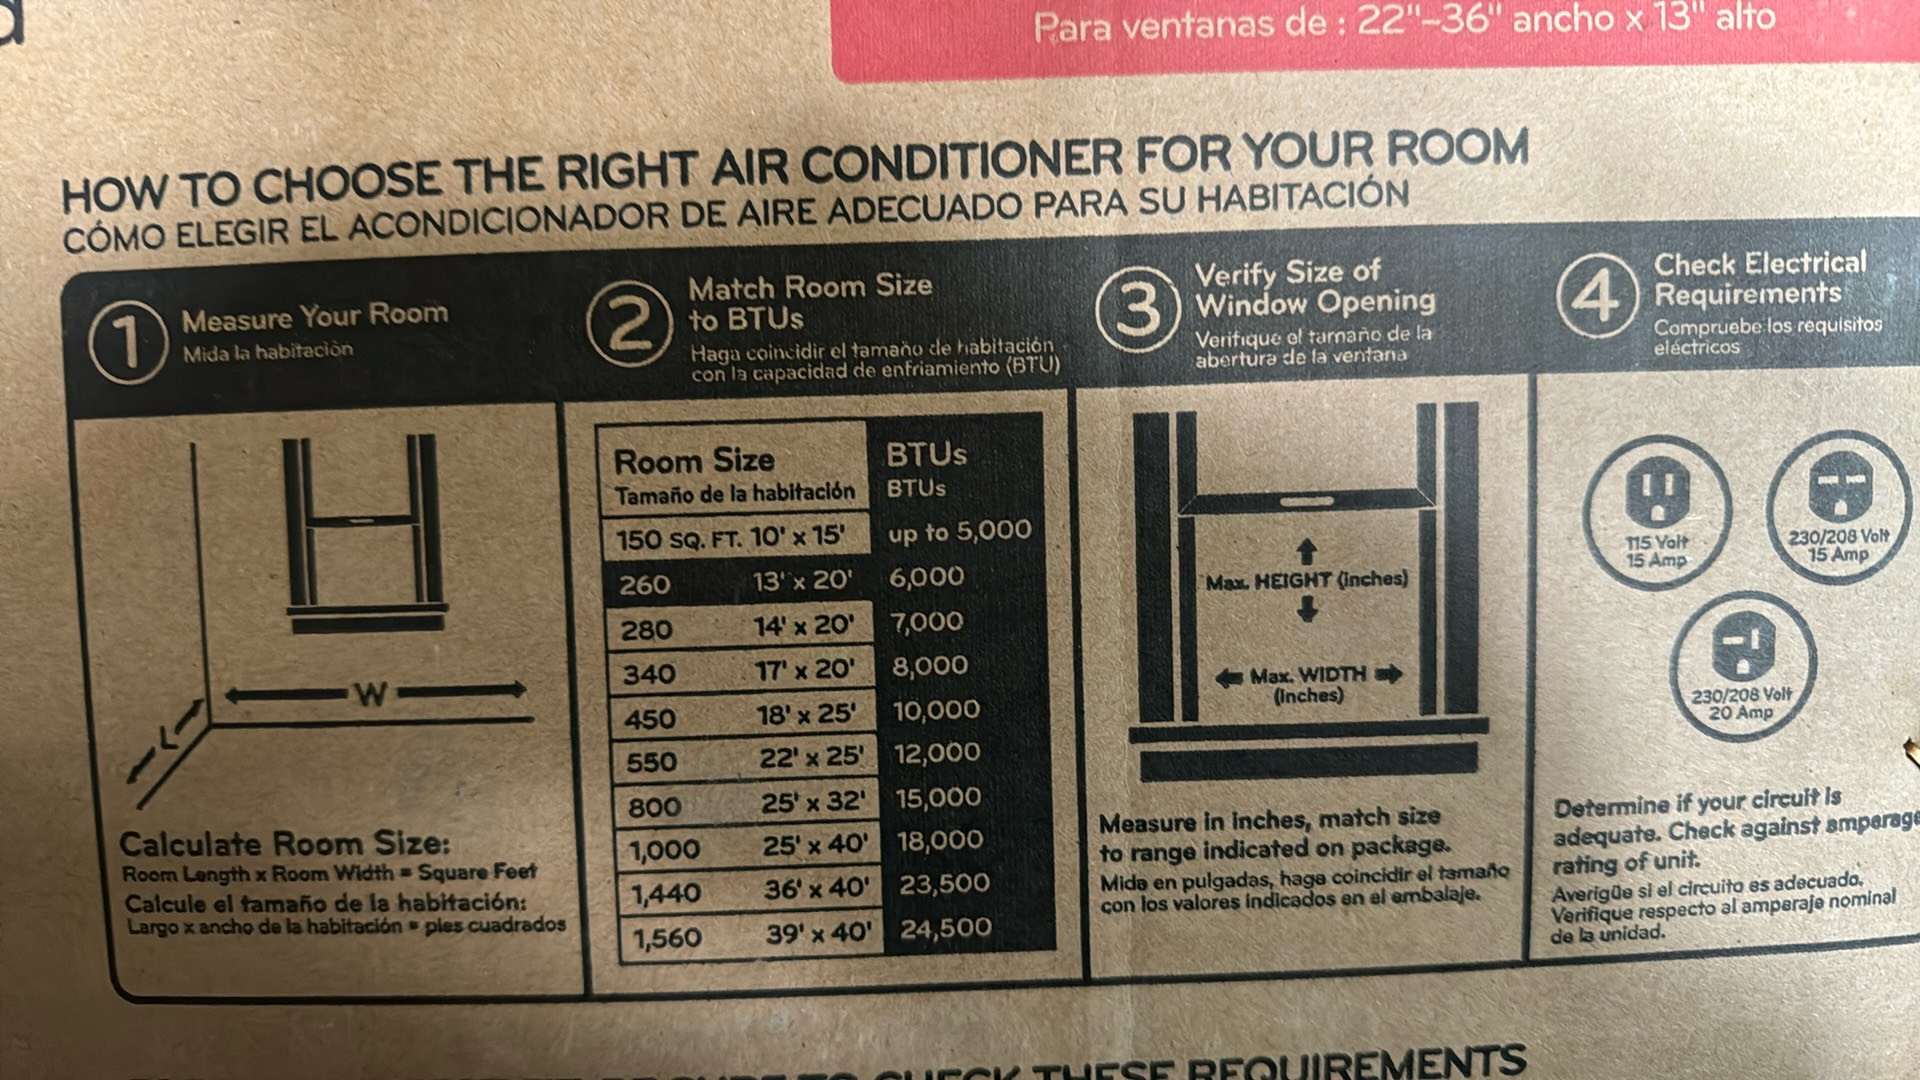 d
Para ventanas de : 22"–36" ancho x 13" alto
HOW TO CHOOSE THE RIGHT AIR CONDITIONER FOR YOUR ROOM
CÓMO ELEGIR EL ACONDICIONADOR DE AIRE ADECUADO PARA SU HABITACIÓN
1
Measure Your Room
Mida la habitación
W
L
Calculate Room Size:
Room Length x Room Width = Square Feet
Calcule el tamaño de la habitación:
Largo x ancho de la habitación = pies cuadrados
2
Match Room Size
to BTUs
Haga coincidir el tamaño de habitación
con la capacidad de enfriamiento (BTU)
Room Size BTUs
Tamaño de la habitación BTUs
150 SQ. FT. 10' x 15' up to 5,000
260 13' x 20' 6,000
280 14' x 20' 7,000
340 17' x 20' 8,000
450 18' x 25' 10,000
550 22' x 25' 12,000
800 25' x 32' 15,000
1,000 25' x 40' 18,000
1,440 36' x 40' 23,500
1,560 39' x 40' 24,500
3
Verify Size of
Window Opening
Verifique el tamaño de la
abertura de la ventana
Max. HEIGHT (inches)
Max. WIDTH
(inches)
Measure in inches, match size
to range indicated on package.
Mida en pulgadas, haga coincidir el tamaño
con los valores indicados en el embalaje.
4
Check Electrical
Requirements
Compruebe los requisitos
eléctricos
115 Volt
15 Amp
230/208 Volt
15 Amp
230/208 Volt
20 Amp
Determine if your circuit is
adequate. Check against amperage
rating of unit.
Averigüe si el circuito es adecuado.
Verifique respecto al amperaje nominal
de la unidad.
TO CHECK THESE REQUIREMENTS